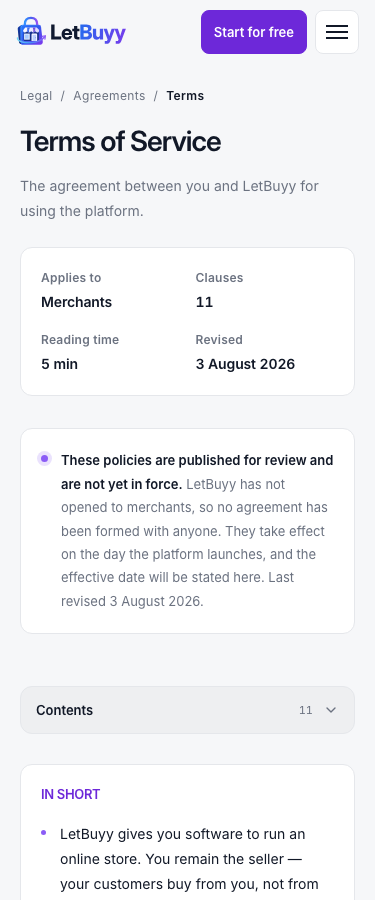 LetBuyy
Start for free
Legal / Agreements / Terms
Terms of Service
The agreement between you and LetBuyy for
using the platform.
Applies to
Merchants
Clauses
11
Reading time
5 min
Revised
3 August 2026
These policies are published for review and
are not yet in force. LetBuyy has not
opened to merchants, so no agreement has
been formed with anyone. They take effect
on the day the platform launches, and the
effective date will be stated here. Last
revised 3 August 2026.
Contents 11
IN SHORT
LetBuyy gives you software to run an
online store. You remain the seller —
your customers buy from you, not from